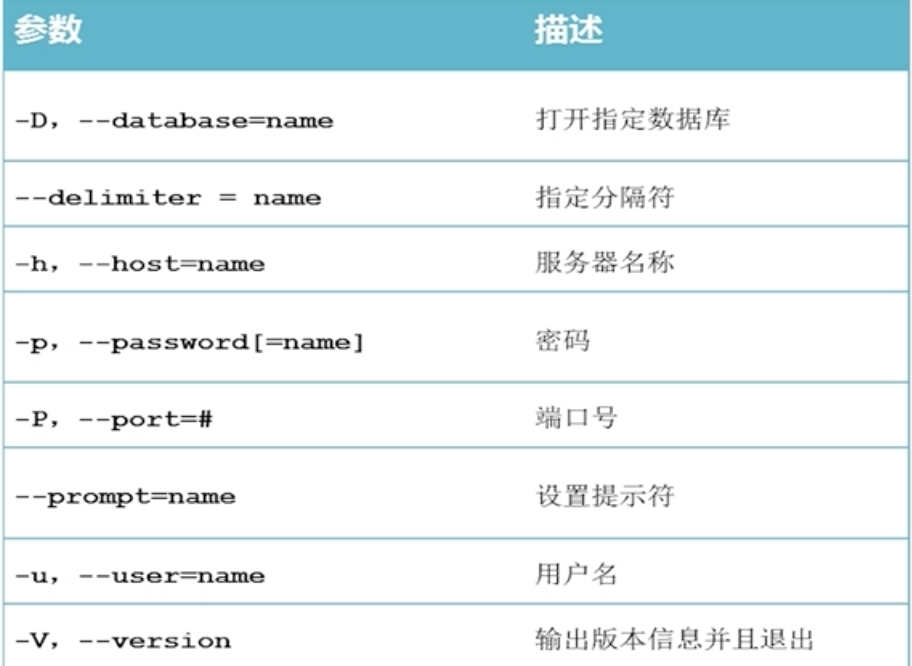 参数 描述
-D，--database=name 打开指定数据库
--delimiter = name 指定分隔符
-h，--host=name 服务器名称
-p，--password[=name] 密码
-P，--port=# 端口号
--prompt=name 设置提示符
-u，--user=name 用户名
-V，--version 输出版本信息并且退出